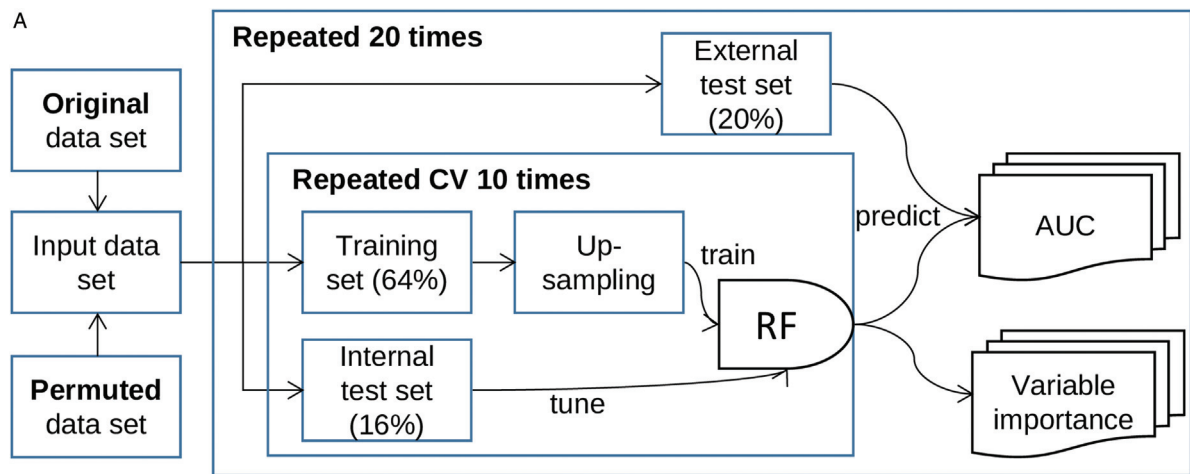 A
Repeated 20 times
Original
data set
Input data
set
Permuted
data set
External
test set
(20%)
Repeated CV 10 times
Training
set (64%)
Up-
sampling
train
Internal
test set
(16%)
tune
RF
predict
AUC
Variable
importance